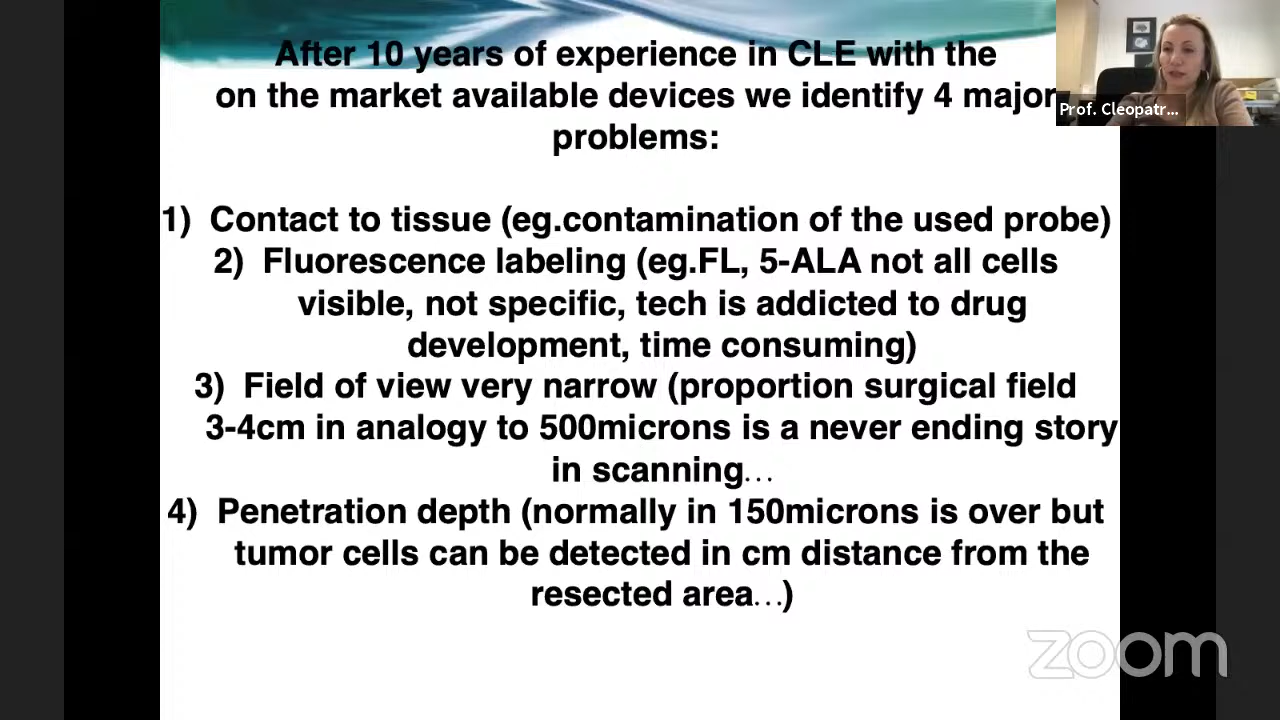 After 10 years of experience in CLE with the
on the market available devices we identify 4 major
problems:
1) Contact to tissue (eg.contamination of the used probe)
2) Fluorescence labeling (eg.FL, 5-ALA not all cells
visible, not specific, tech is addicted to drug
development, time consuming)
3) Field of view very narrow (proportion surgical field
3-4cm in analogy to 500microns is a never ending story
in scanning…
4) Penetration depth (normally in 150microns is over but
tumor cells can be detected in cm distance from the
resected area…)
Prof. Cleopatr...
zoom